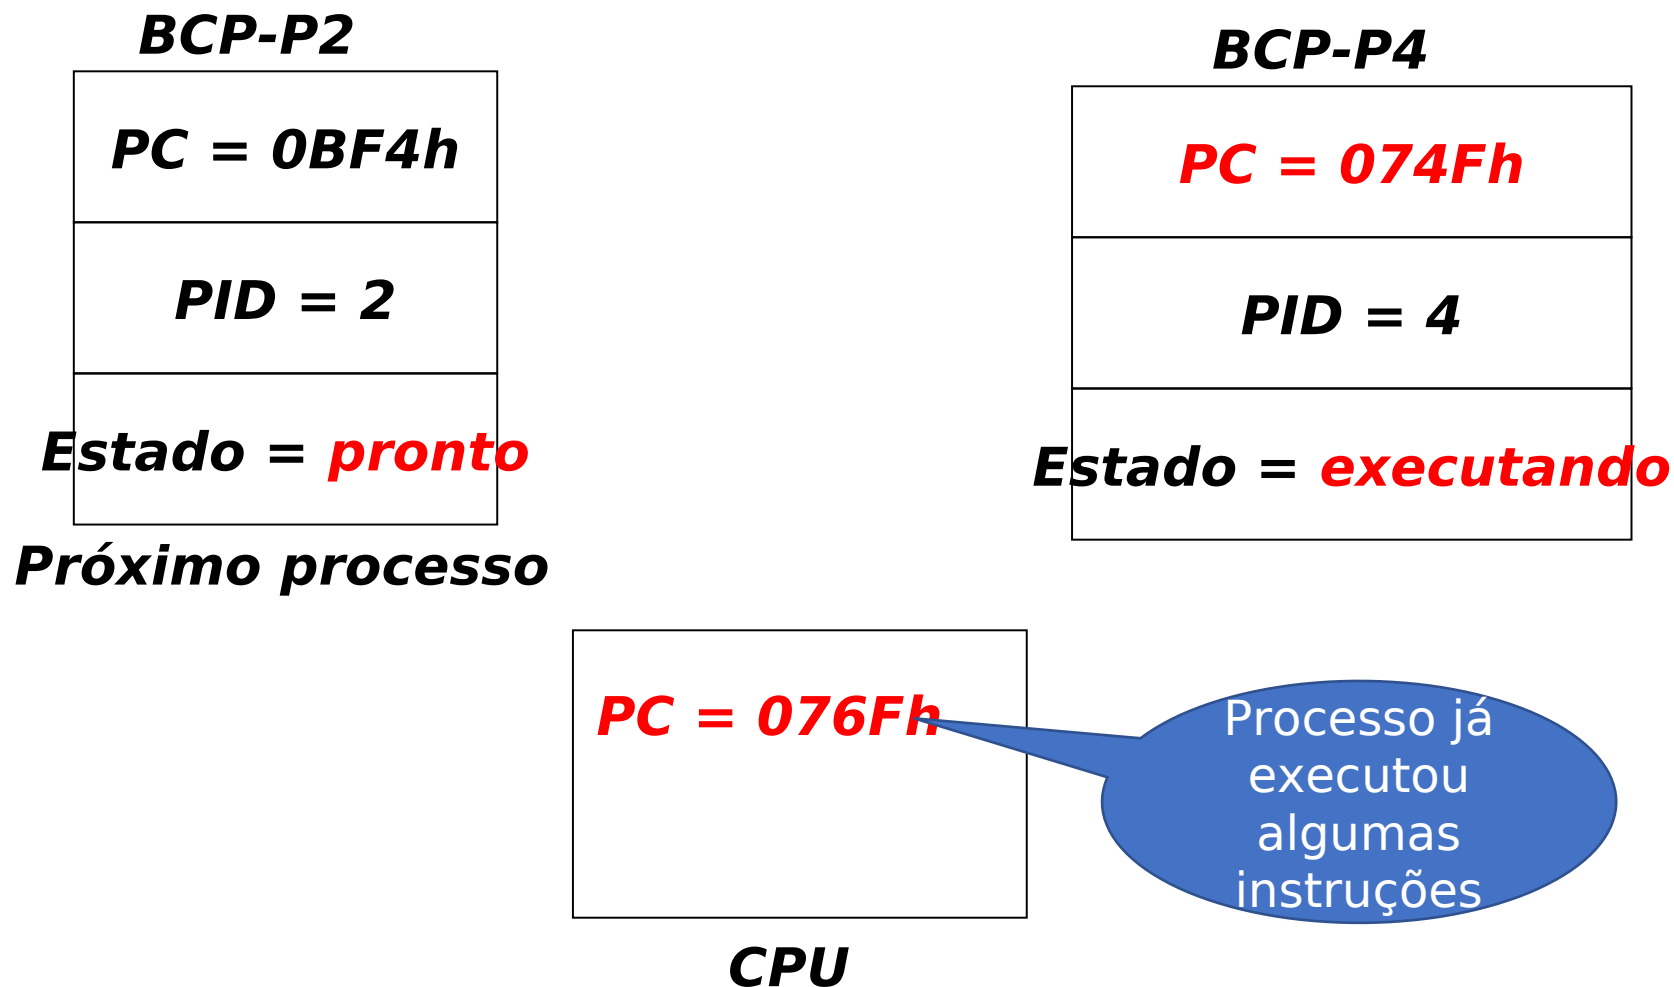 BCP-P2
PC = 0BF4h
PID = 2
Estado = pronto
Próximo processo
BCP-P4
PC = 074Fh
PID = 4
Estado = executando
PC = 076Fh
CPU
Processo já
executou
algumas
instruções